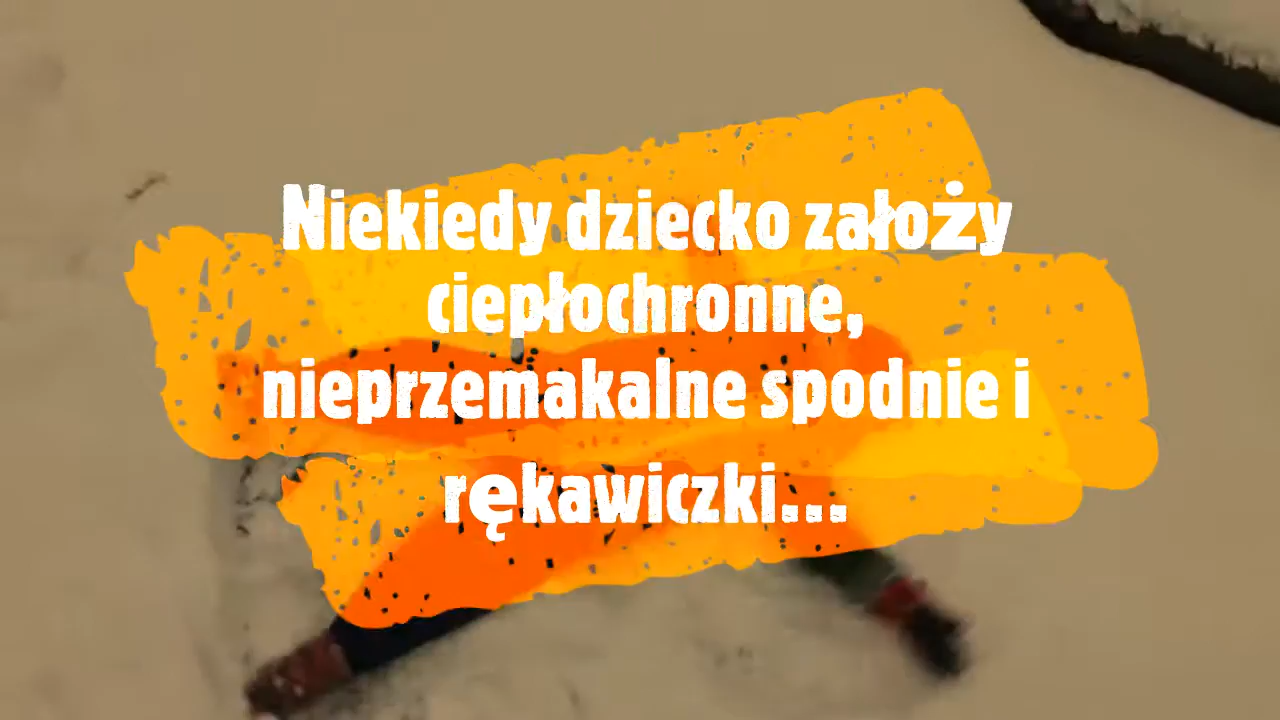 Niekiedy dziecko założy
ciepłochronne,
nieprzemakalne spodnie i
rękawiczki...